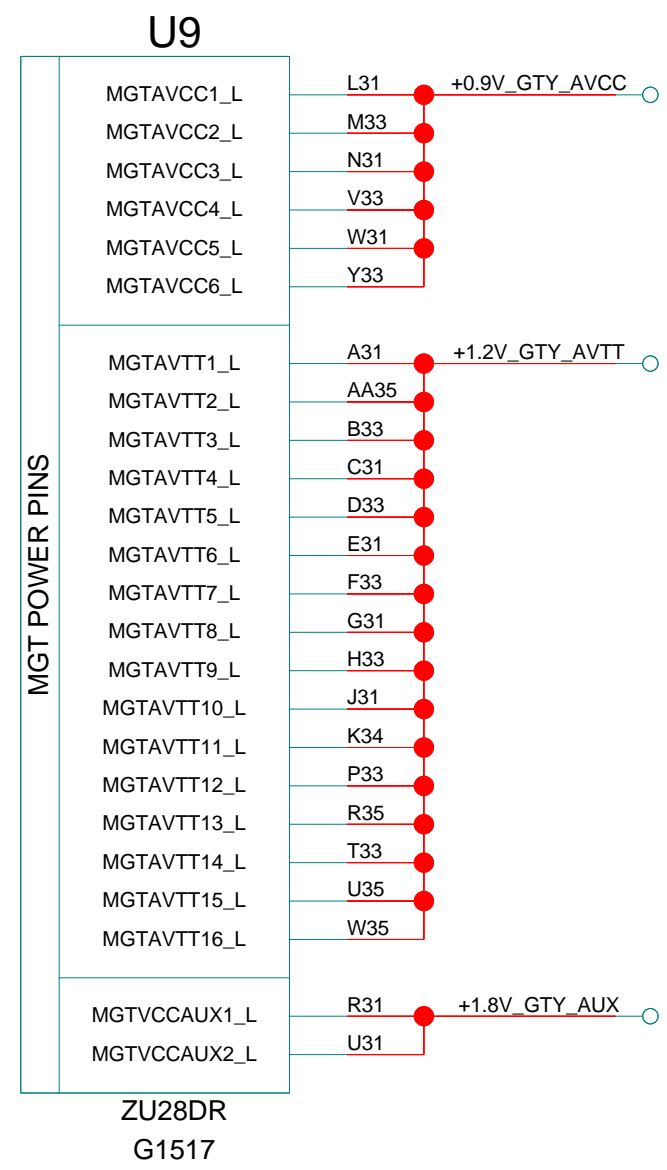 U9
MGT POWER PINS
MGTAVCC1_L L31 +0.9V_GTY_AVCC
MGTAVCC2_L M33
MGTAVCC3_L N31
MGTAVCC4_L V33
MGTAVCC5_L W31
MGTAVCC6_L Y33
MGTAVTT1_L A31 +1.2V_GTY_AVTT
MGTAVTT2_L AA35
MGTAVTT3_L B33
MGTAVTT4_L C31
MGTAVTT5_L D33
MGTAVTT6_L E31
MGTAVTT7_L F33
MGTAVTT8_L G31
MGTAVTT9_L H33
MGTAVTT10_L J31
MGTAVTT11_L K34
MGTAVTT12_L P33
MGTAVTT13_L R35
MGTAVTT14_L T33
MGTAVTT15_L U35
MGTAVTT16_L W35
MGTVCCAUX1_L R31 +1.8V_GTY_AUX
MGTVCCAUX2_L U31
ZU28DR
G1517